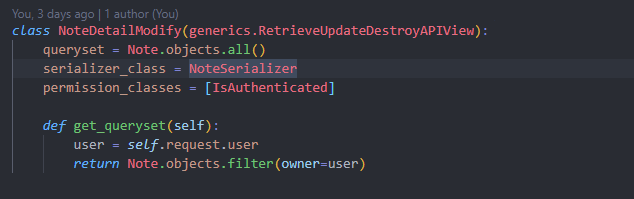 You, 3 days ago | 1 author (You)
class NoteDetailModify(generics.RetrieveUpdateDestroyAPIView):
    queryset = Note.objects.all()
    serializer_class = NoteSerializer
    permission_classes = [IsAuthenticated]

    def get_queryset(self):
        user = self.request.user
        return Note.objects.filter(owner=user)